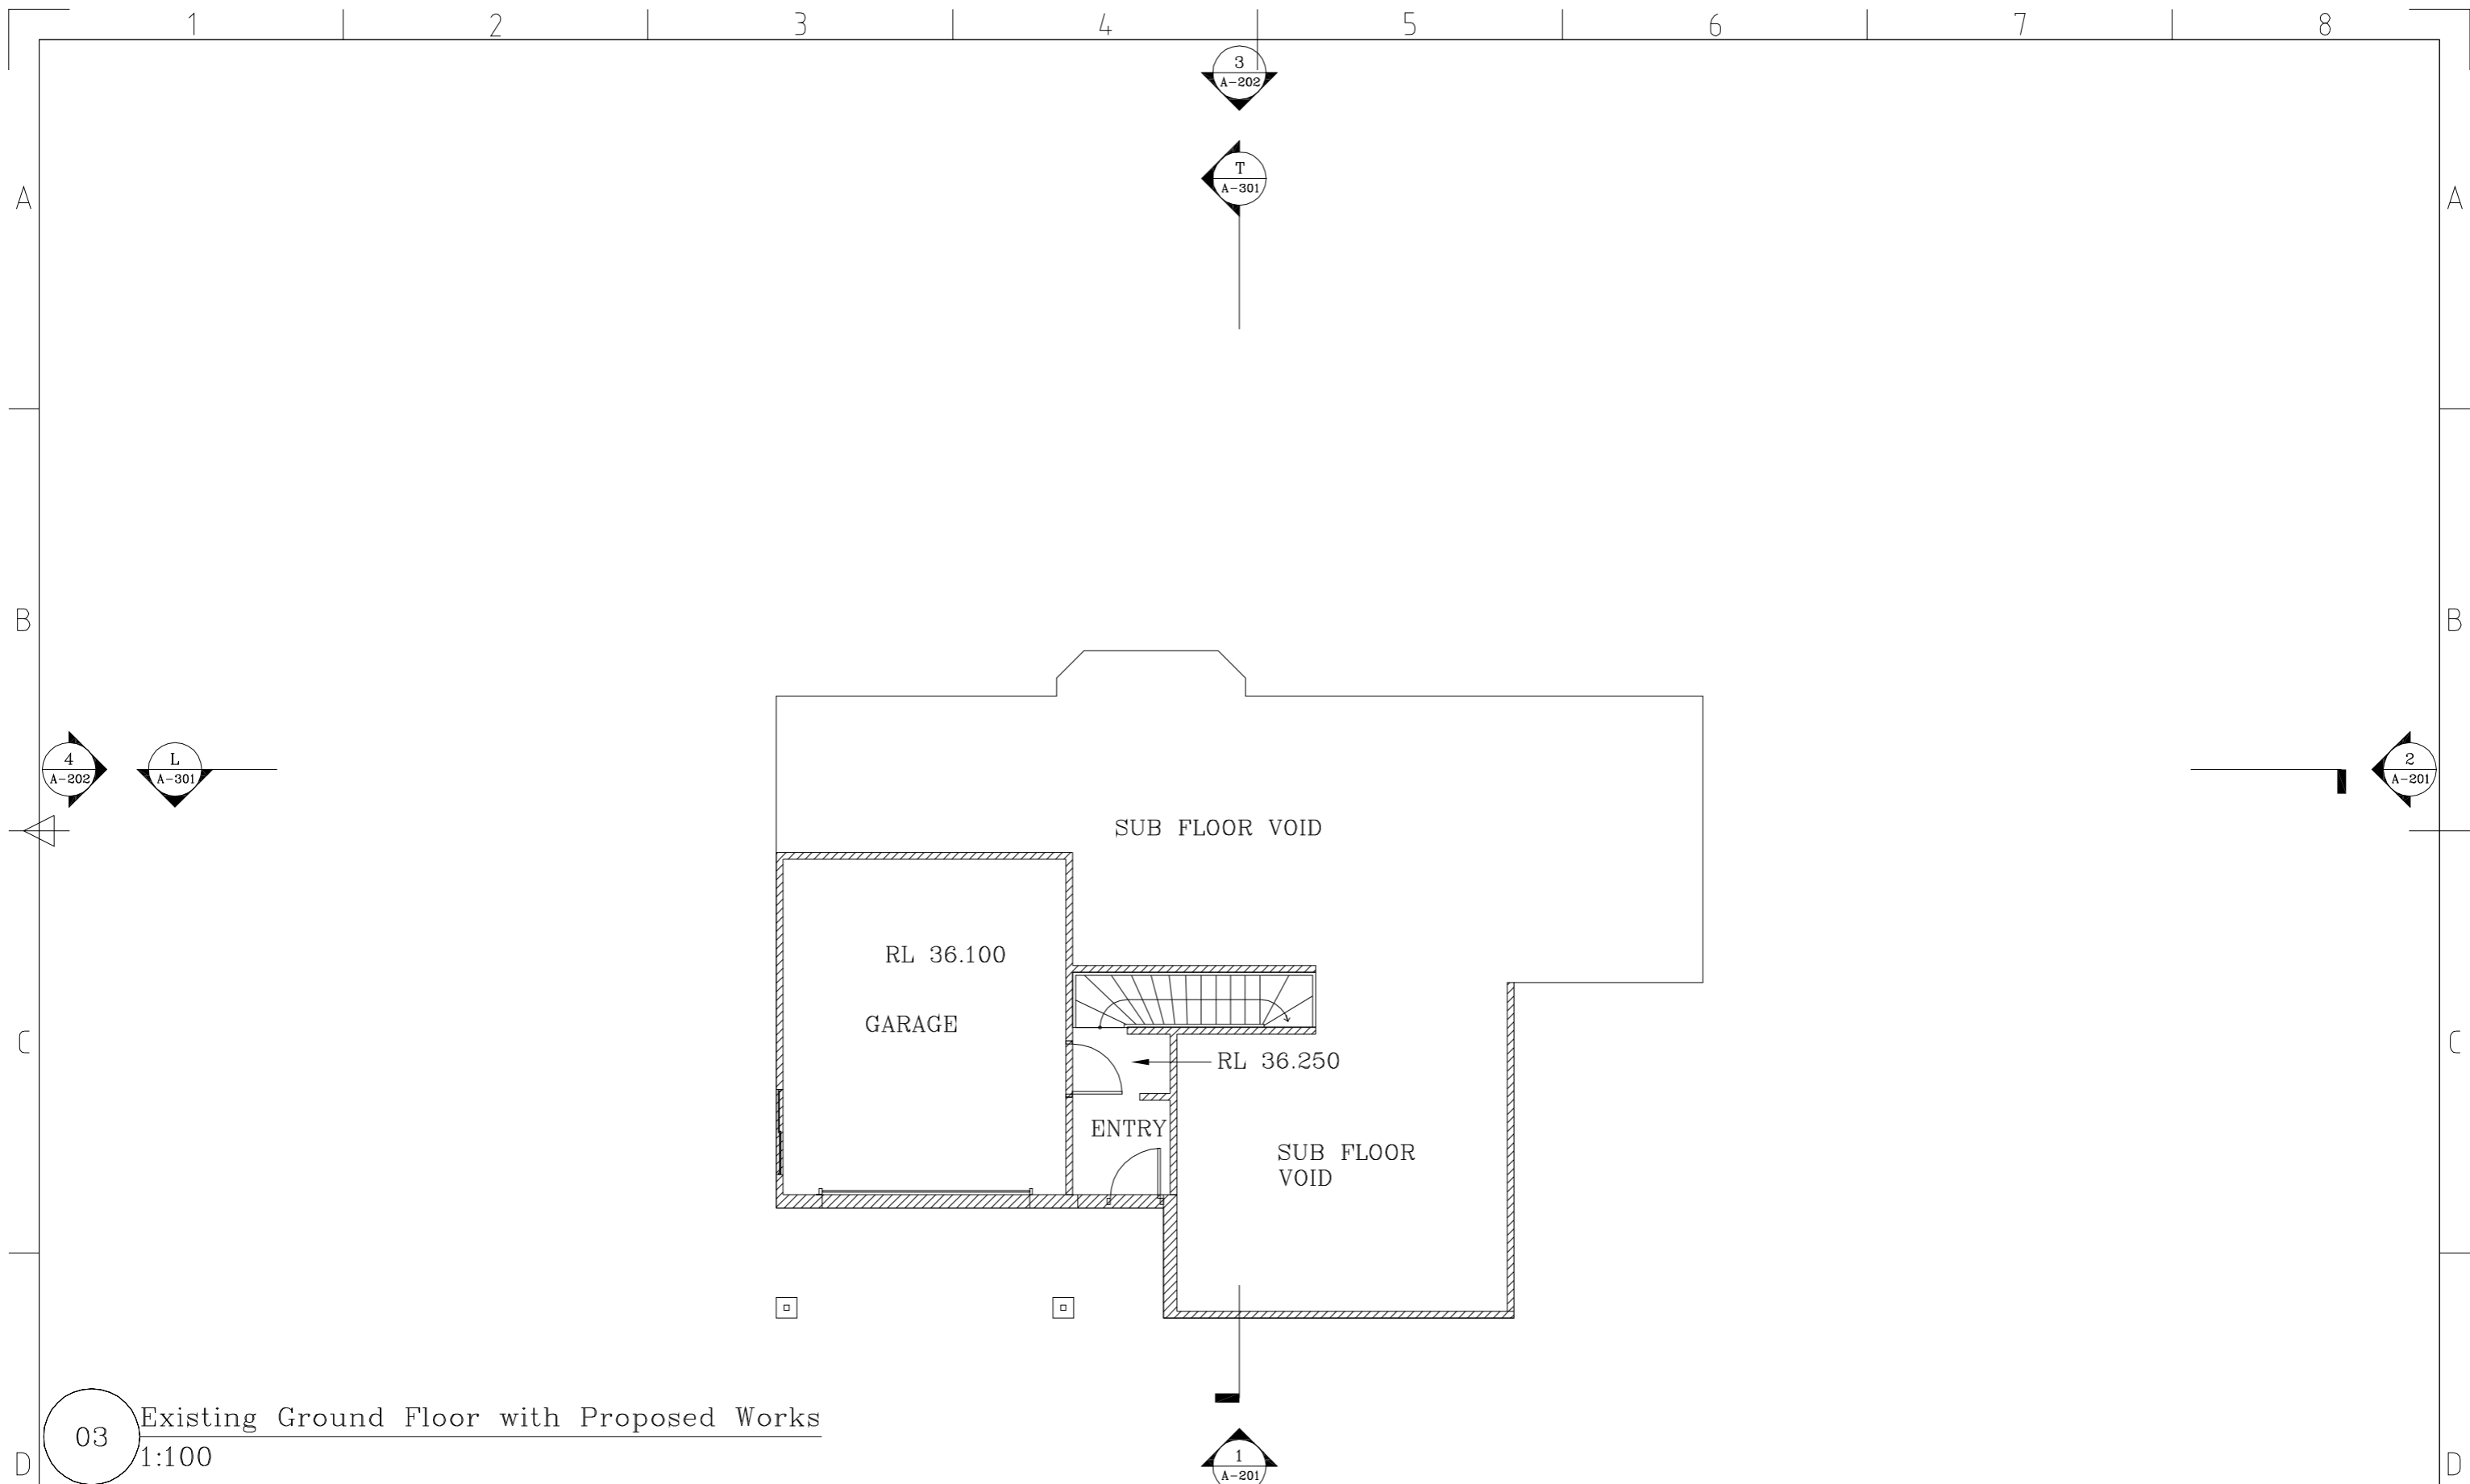 1 2 3 4 5 6 7 8
3
A-202
T
A-301
A A
B B
4
A-202
L
A-301
2
A-201
SUB FLOOR VOID
RL 36.100
GARAGE
C C
RL 36.250
ENTRY
SUB FLOOR
VOID
03
Existing Ground Floor with Proposed Works
1:100
1
A-201
D D